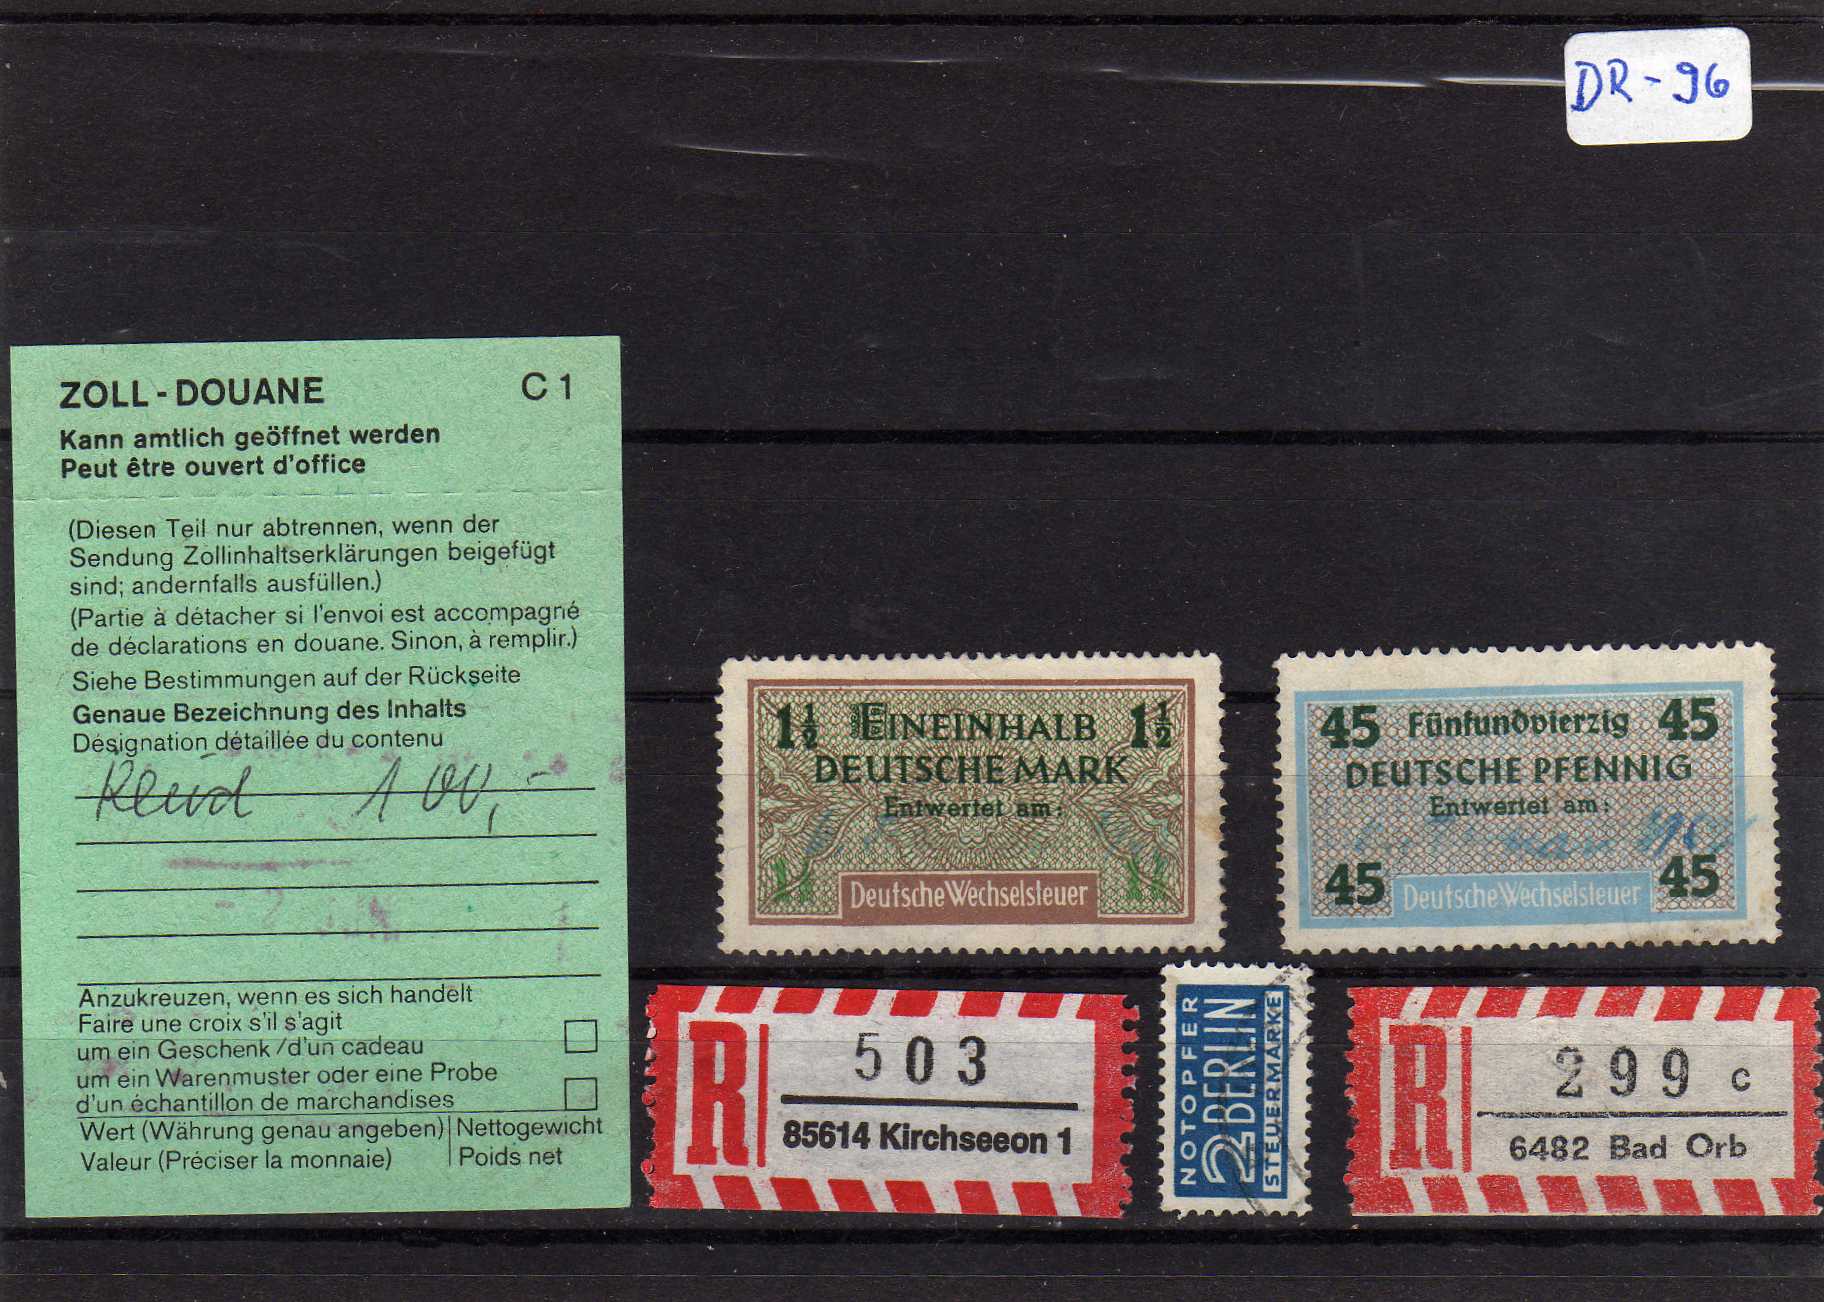 DR-96
ZOLL - DOUANE C 1
Kann amtlich geöffnet werden
Peut être ouvert d'office
(Diesen Teil nur abtrennen, wenn der
Sendung Zollinhaltserklärungen beigefügt
sind; andernfalls ausfüllen.)
(Partie à détacher si l'envoi est accompagné
de déclarations en douane. Sinon, à remplir.)
Siehe Bestimmungen auf der Rückseite
Genaue Bezeichnung des Inhalts
Désignation détaillée du contenu
100,-
Anzukreuzen, wenn es sich handelt
Faire une croix s'il s'agit
um ein Geschenk /d'un cadeau
um ein Warenmuster oder eine Probe
d'un échantillon de marchandises
Wert (Währung genau angeben) Nettogewicht
Valeur (Préciser la monnaie) Poids net
1½ EINEINHALB 1½
DEUTSCHE MARK
Entwertet am:
Deutsche Wechselsteuer
45 Fünfundvierzig 45
DEUTSCHE PFENNIG
Entwertet am:
45 Deutsche Wechselsteuer 45
R 503
85614 Kirchseeon 1
NOTOPFER
2 BERLIN
STEUERMARKE
R 299 c
6482 Bad Orb